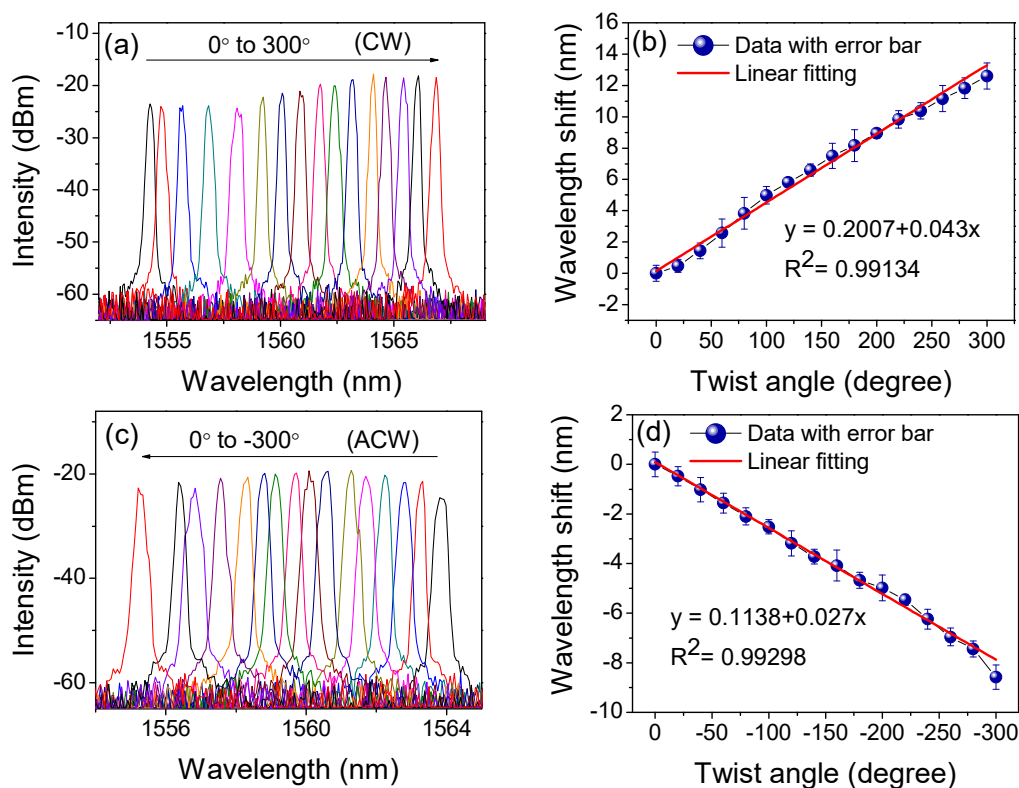 (a)
0° to 300° (CW)
-10
-20
-30
-40
-50
-60
Intensity (dBm)
1555
1560
1565
Wavelength (nm)
(b)
Data with error bar
Linear fitting
16
14
12
10
8
6
4
2
0
-2
Wavelength shift (nm)
y = 0.2007+0.043x
R²= 0.99134
0 50 100 150 200 250 300
Twist angle (degree)
(c)
0° to -300° (ACW)
-20
-40
-60
Intensity (dBm)
1556
1560
1564
Wavelength (nm)
(d)
Data with error bar
Linear fitting
2
0
-2
-4
-6
-8
-10
Wavelength shift (nm)
y = 0.1138+0.027x
R²= 0.99298
0 -50 -100 -150 -200 -250 -300
Twist angle (degree)